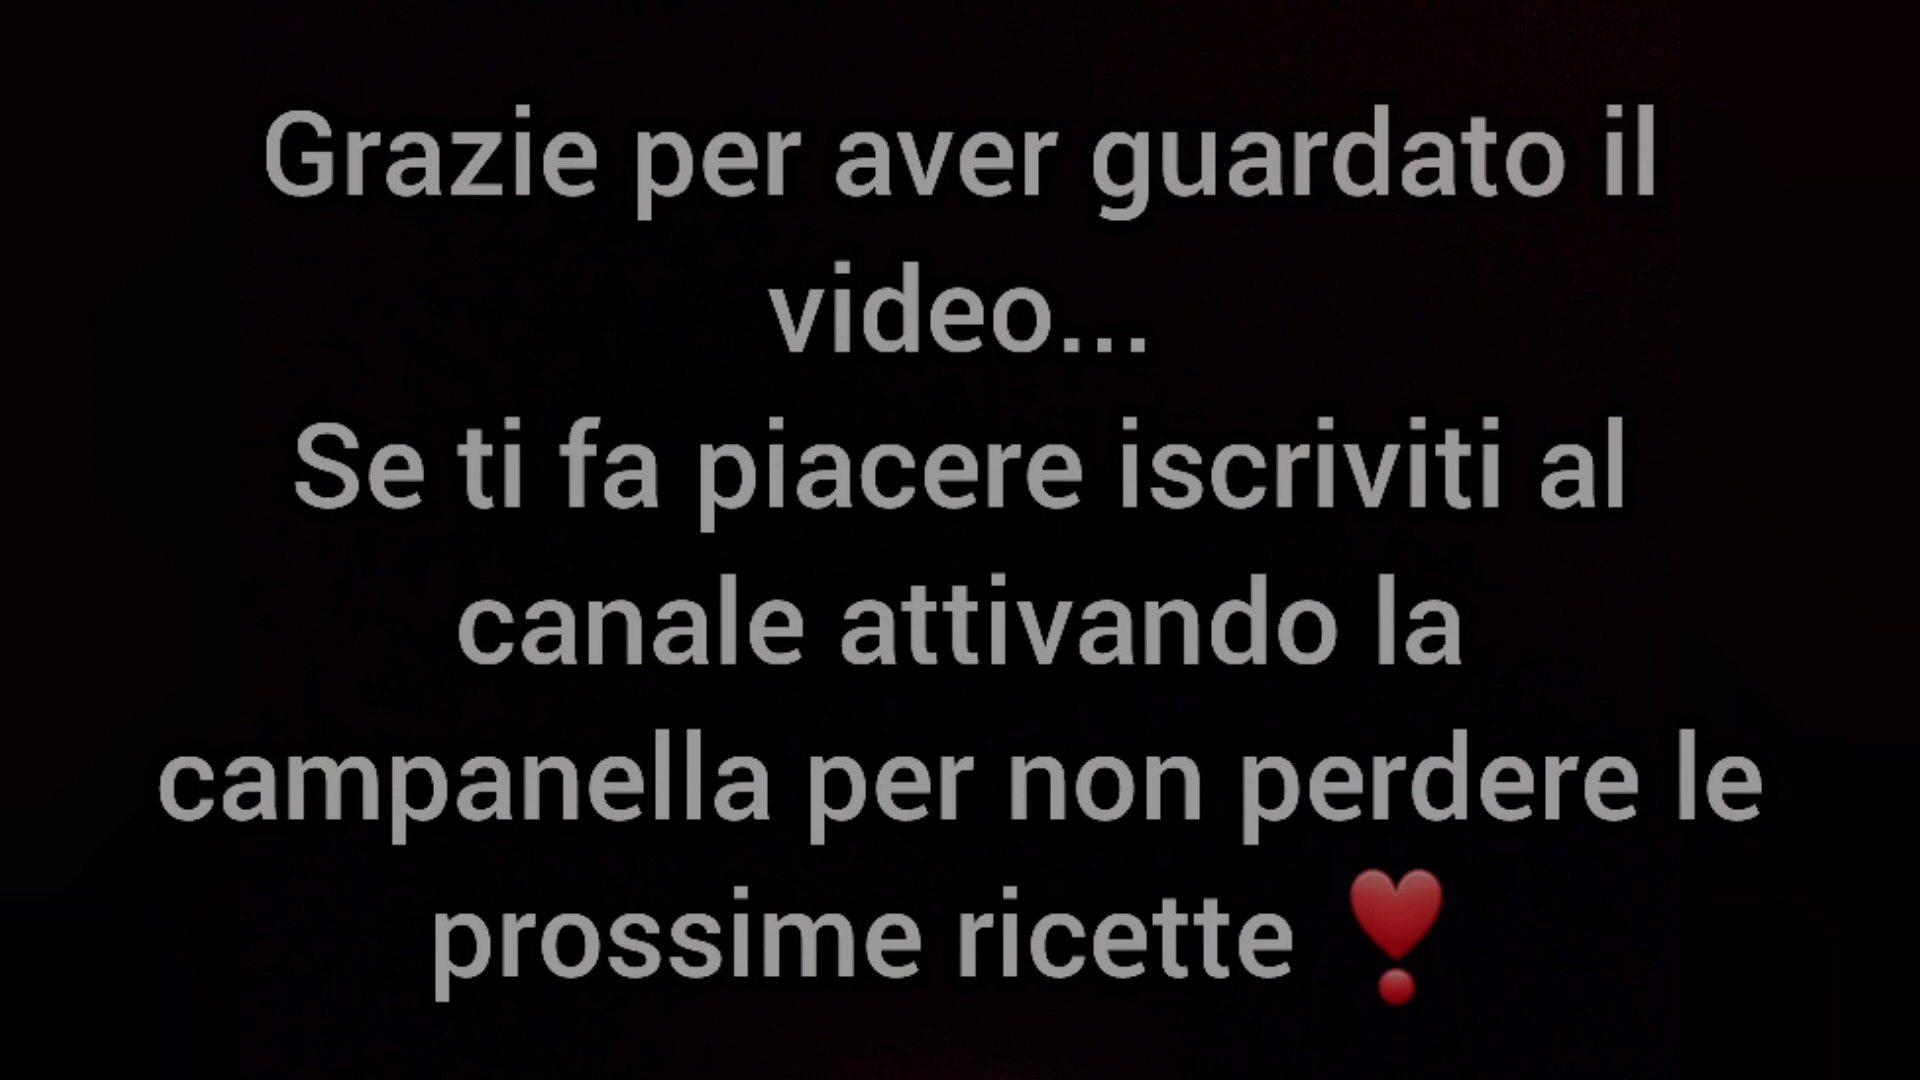 Grazie per aver guardato il
video...
Se ti fa piacere iscriviti al
canale attivando la
campanella per non perdere le
prossime ricette ❣️